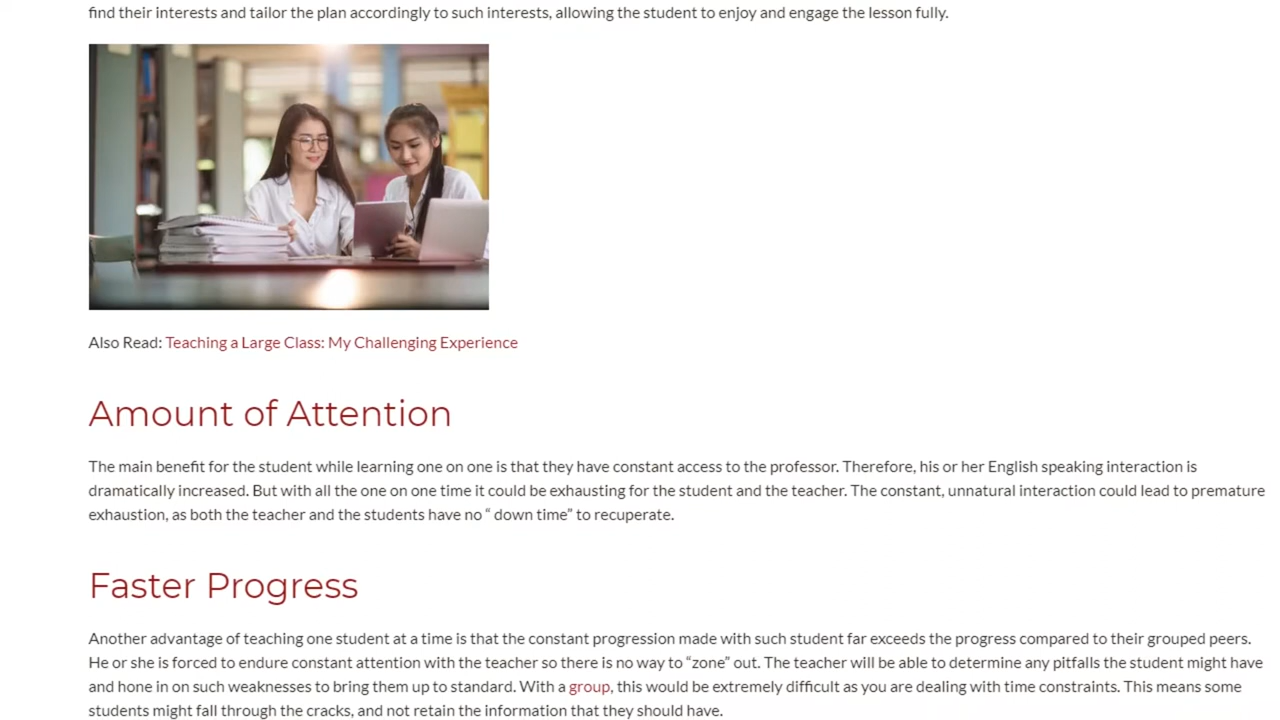 find their interests and tailor the plan accordingly to such interests, allowing the student to enjoy and engage the lesson fully.
Also Read: Teaching a Large Class: My Challenging Experience
Amount of Attention
The main benefit for the student while learning one on one is that they have constant access to the professor. Therefore, his or her English speaking interaction is
dramatically increased. But with all the one on one time it could be exhausting for the student and the teacher. The constant, unnatural interaction could lead to premature
exhaustion, as both the teacher and the students have no “ down time” to recuperate.
Faster Progress
Another advantage of teaching one student at a time is that the constant progression made with such student far exceeds the progress compared to their grouped peers.
He or she is forced to endure constant attention with the teacher so there is no way to “zone” out. The teacher will be able to determine any pitfalls the student might have
and hone in on such weaknesses to bring them up to standard. With a group, this would be extremely difficult as you are dealing with time constraints. This means some
students might fall through the cracks, and not retain the information that they should have.